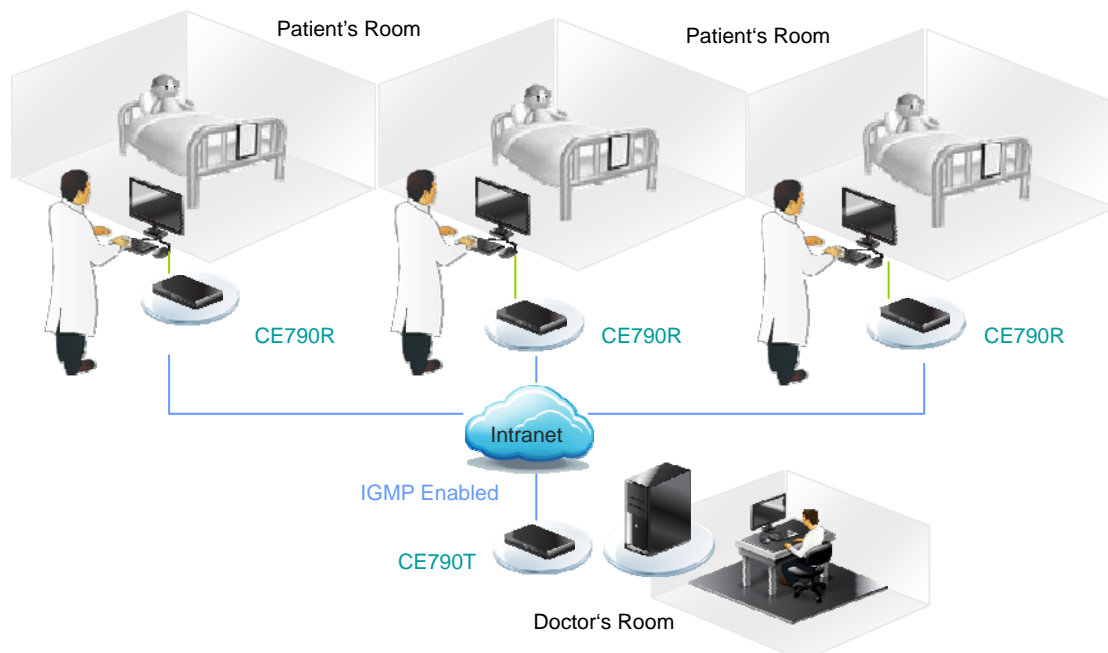 Patient's Room
Patient's Room
CE790R
CE790R
CE790R
Intranet
IGMP Enabled
CE790T
Doctor‘s Room